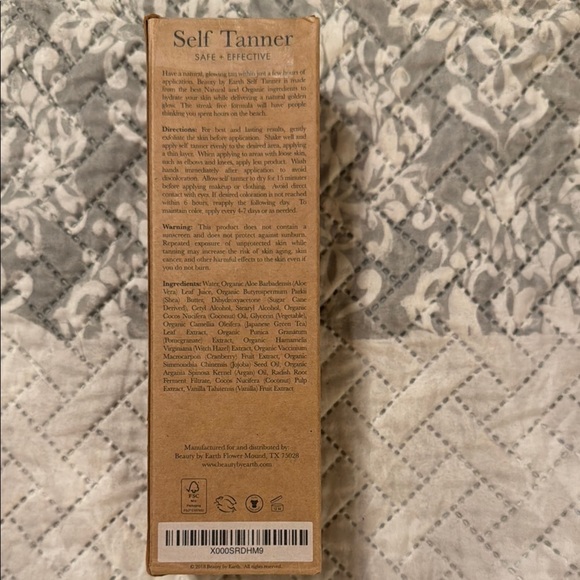 Self Tanner
SAFE + EFFECTIVE
Have a natural, glowing tan within just a few hours of
application. Beauty by Earth Self Tanner is made
from the best Natural and Organic ingredients to
hydrate your skin while delivering a natural golden
glow. This streak free formula will have people
thinking you spent hours on the beach.
Directions: For best and lasting results, gently
exfoliate the skin before application. Shake well and
apply self tanner evenly to the desired area, applying
a thin layer. When applying to areas with loose skin,
such as elbows and knees, apply less product. Wash
hands immediately after application to avoid
discoloration. Allow self tanner to dry for 15 minutes
before applying makeup or clothing. Avoid direct
contact with eyes. If desired coloration is not reached
within 6 hours, reapply the following day. To
maintain color, apply every 4-7 days or as needed.
Warning: This product does not contain a
sunscreen and does not protect against sunburn.
Repeated exposure of unprotected skin while
tanning may increase the risk of skin aging, skin
cancer, and other harmful effects to the skin even if
you do not burn.
Ingredients: Water, Organic Aloe Barbadensis (Aloe
Vera) Leaf Juice, Organic Butyrospermum Parkii
(Shea) Butter, Dihydroxyacetone (Sugar Cane
Derived), Cetyl Alcohol, Stearyl Alcohol, Organic
Cocos Nucifera (Coconut) Oil, Glycerin (Vegetable),
Organic Camellia Oleifera (Japanese Green Tea)
Leaf Extract, Organic Punica Granatum
(Pomegranate) Extract, Organic Hamamelis
Virginiana (Witch Hazel) Extract, Organic Vaccinium
Macrocarpon (Cranberry) Fruit Extract, Organic
Simmondsia Chinensis (Jojoba) Seed Oil, Organic
Argania Spinosa Kernel (Argan) Oil, Radish Root
Ferment Filtrate, Cocos Nucifera (Coconut) Pulp
Extract, Vanilla Tahitensis (Vanilla) Fruit Extract
Manufactured for and distributed by:
Beauty by Earth Flower Mound, TX 75028
www.beautybyearth.com
FSC
X000SRDHM9
© 2018 Beauty by Earth. All rights reserved.